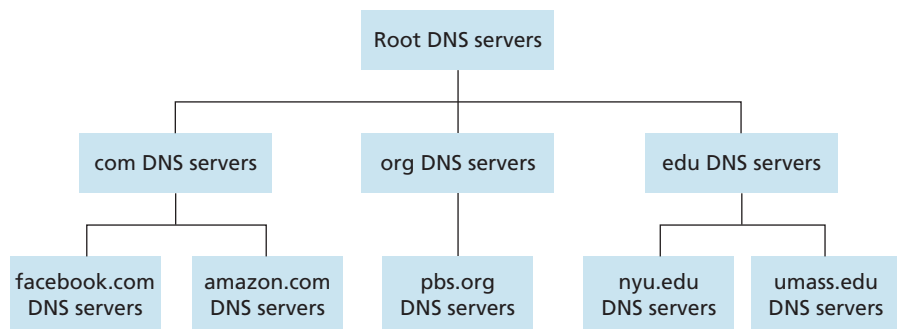 Root DNS servers
com DNS servers
org DNS servers
edu DNS servers
facebook.com
DNS servers
amazon.com
DNS servers
pbs.org
DNS servers
nyu.edu
DNS servers
umass.edu
DNS servers